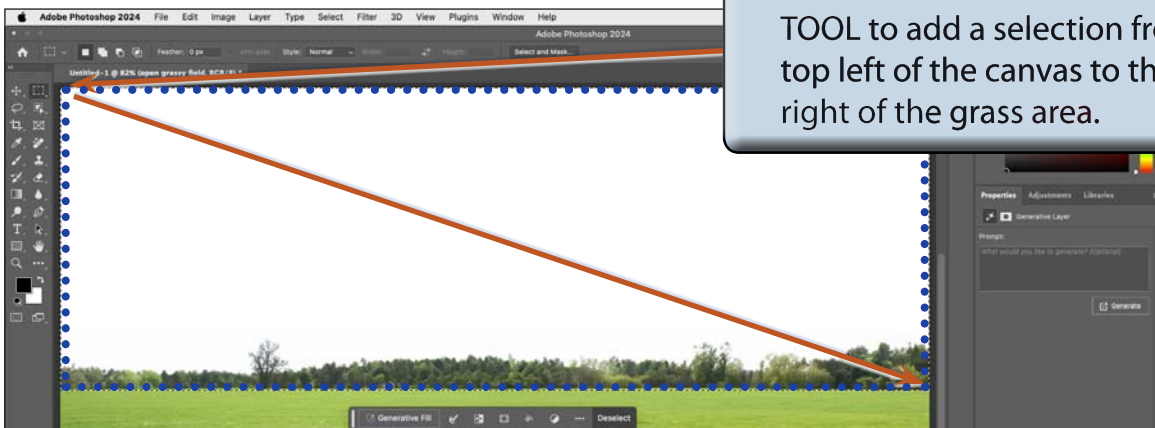 Adobe Photoshop 2024 File Edit Image Layer Type Select Filter 3D View Plugins Window Help
Adobe Photoshop 2024
Feather: 0 px Style: Normal Select and Mask...
Untitled-1 @ 82% (open grassy field, RGB/8) *
TOOL to add a selection fr
top left of the canvas to th
right of the grass area.
Properties Adjustments Libraries
Generative Layer
Prompt:
What would you like to generate? (Optional)
Generate
Generative Fill ... Deselect